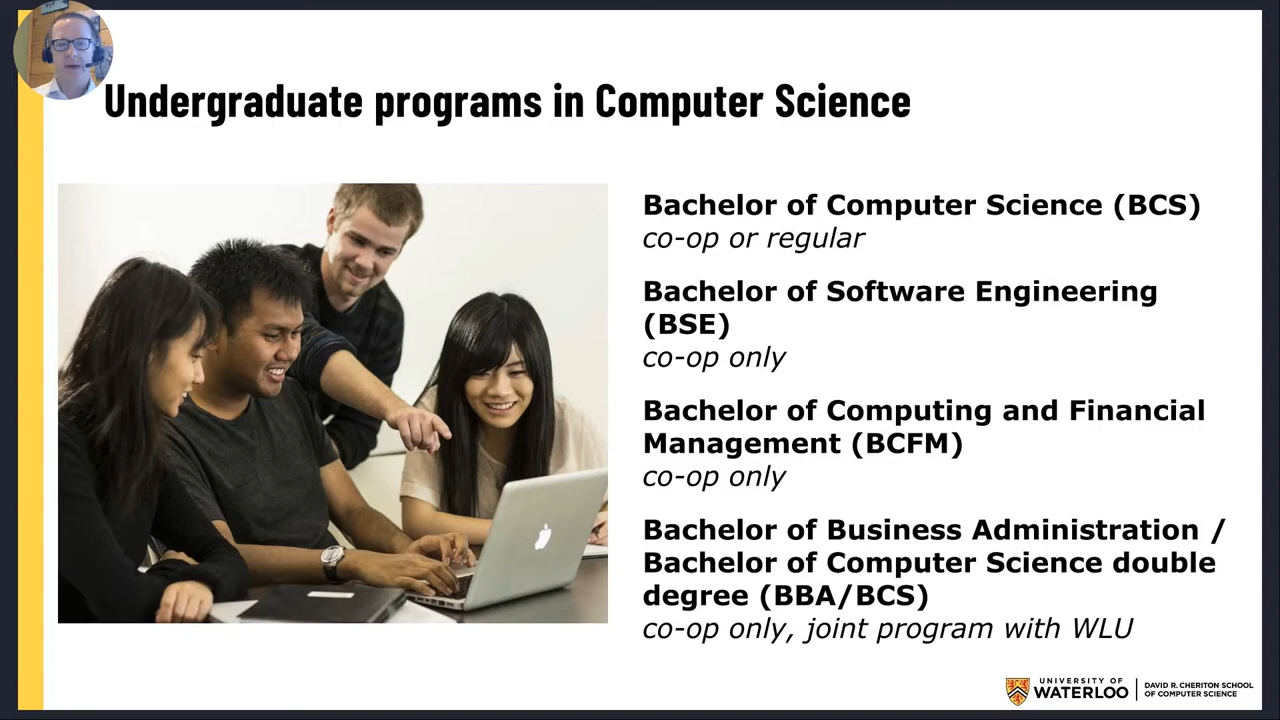 Undergraduate programs in Computer Science
Bachelor of Computer Science (BCS)
co-op or regular
Bachelor of Software Engineering
(BSE)
co-op only
Bachelor of Computing and Financial
Management (BCFM)
co-op only
Bachelor of Business Administration /
Bachelor of Computer Science double
degree (BBA/BCS)
co-op only, joint program with WLU
UNIVERSITY OF
WATERLOO
DAVID R. CHERITON SCHOOL
OF COMPUTER SCIENCE